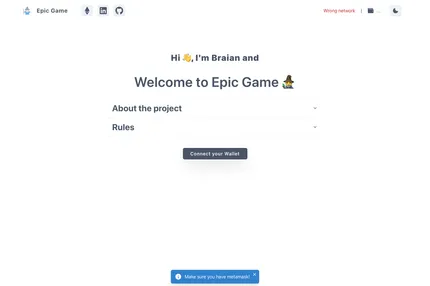 Epic Game
Wrong network
|
...
Hi 👋, I'm Braian and
Welcome to Epic Game 🧙‍♂️
About the project
Rules
Connect your Wallet
Make sure you have metamask!